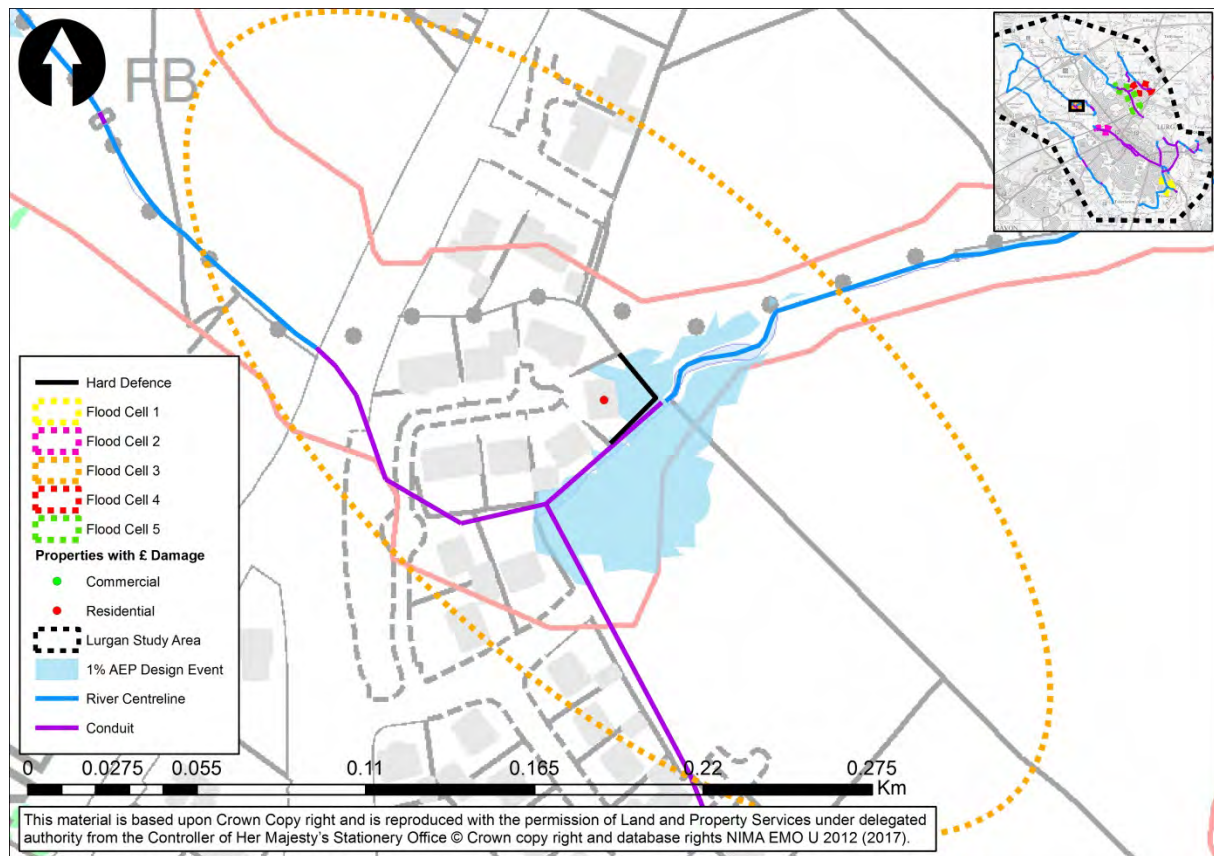 FB
LURG
GAVON
Hard Defence
Flood Cell 1
Flood Cell 2
Flood Cell 3
Flood Cell 4
Flood Cell 5
Properties with £ Damage
Commercial
Residential
Lurgan Study Area
1% AEP Design Event
River Centreline
Conduit
0 0.0275 0.055 0.11 0.165 0.22 0.275
Km
This material is based upon Crown Copy right and is reproduced with the permission of Land and Property Services under delegated
authority from the Controller of Her Majesty's Stationery Office © Crown copy right and database rights NIMA EMO U 2012 (2017).